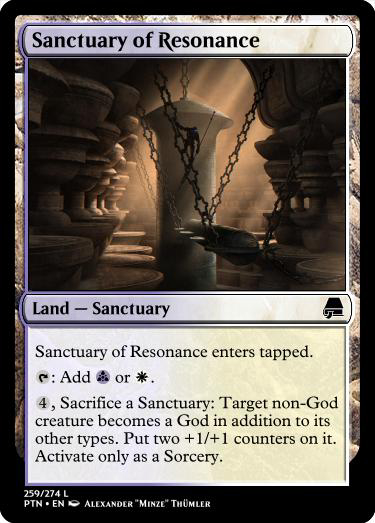 Sanctuary of Resonance
Land — Sanctuary
Sanctuary of Resonance enters tapped.
: Add or .
4, Sacrifice a Sanctuary: Target non-God
creature becomes a God in addition to its
other types. Put two +1/+1 counters on it.
Activate only as a Sorcery.
259/274 L
PTN • EN Alexander "Minze" Thümler